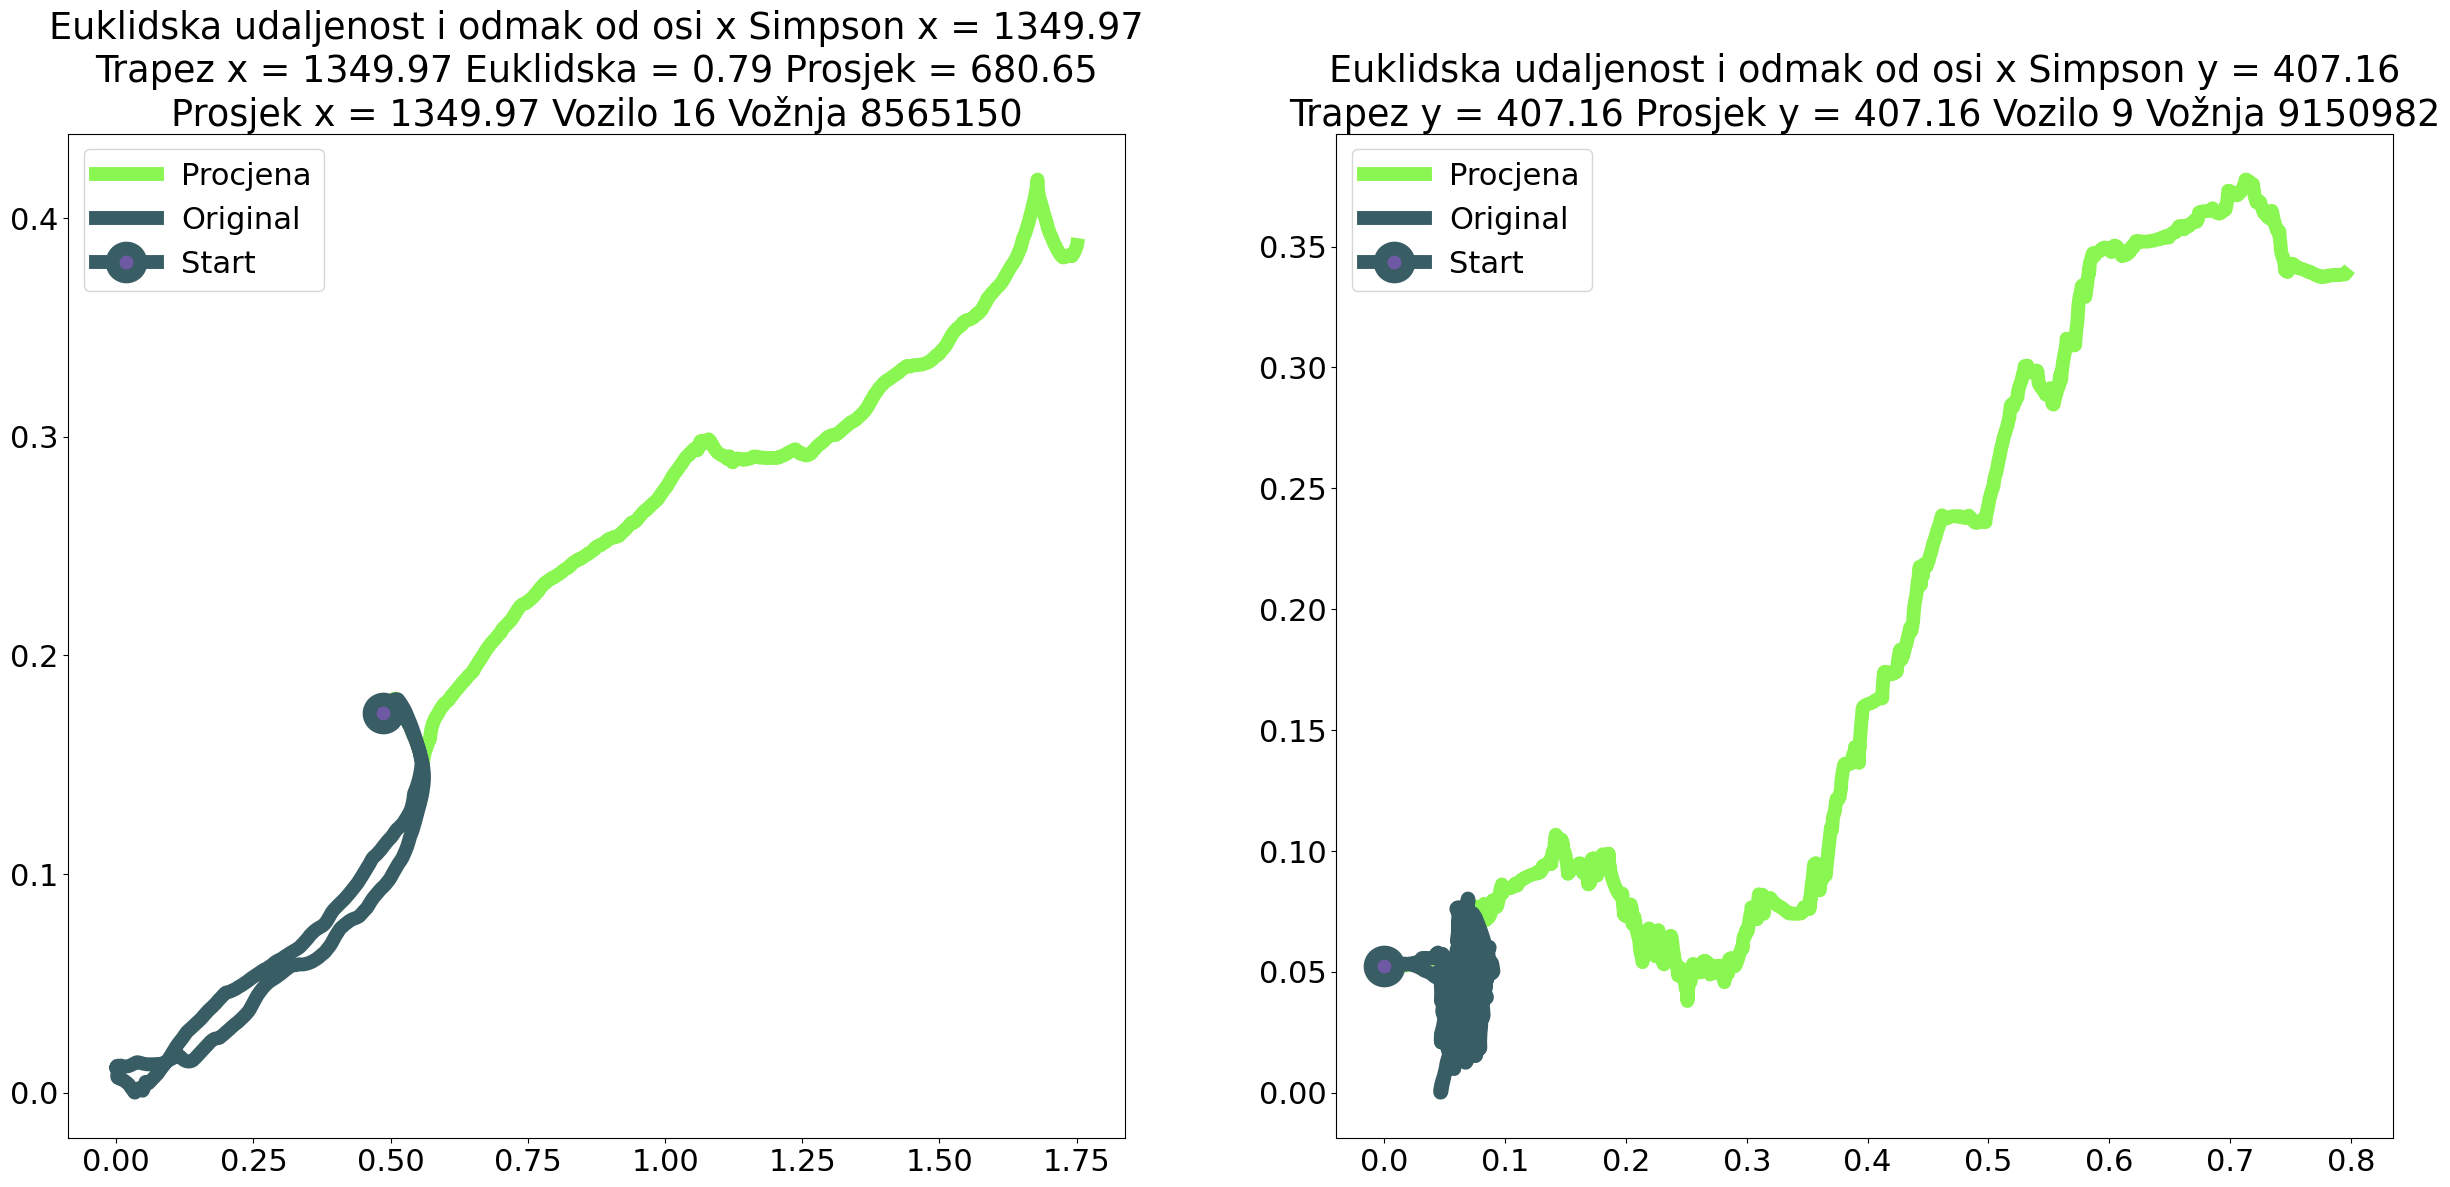 Euklidska udaljenost i odmak od osi x Simpson x = 1349.97
Trapez x = 1349.97 Euklidska = 0.79 Prosjek = 680.65
Prosjek x = 1349.97 Vozilo 16 Vožnja 8565150
Procjena
Original
Start
0.4
0.3
0.2
0.1
0.0
0.00 0.25 0.50 0.75 1.00 1.25 1.50 1.75
Euklidska udaljenost i odmak od osi x Simpson y = 407.16
Trapez y = 407.16 Prosjek y = 407.16 Vozilo 9 Vožnja 9150982
Procjena
Original
Start
0.35
0.30
0.25
0.20
0.15
0.10
0.05
0.00
0.0 0.1 0.2 0.3 0.4 0.5 0.6 0.7 0.8